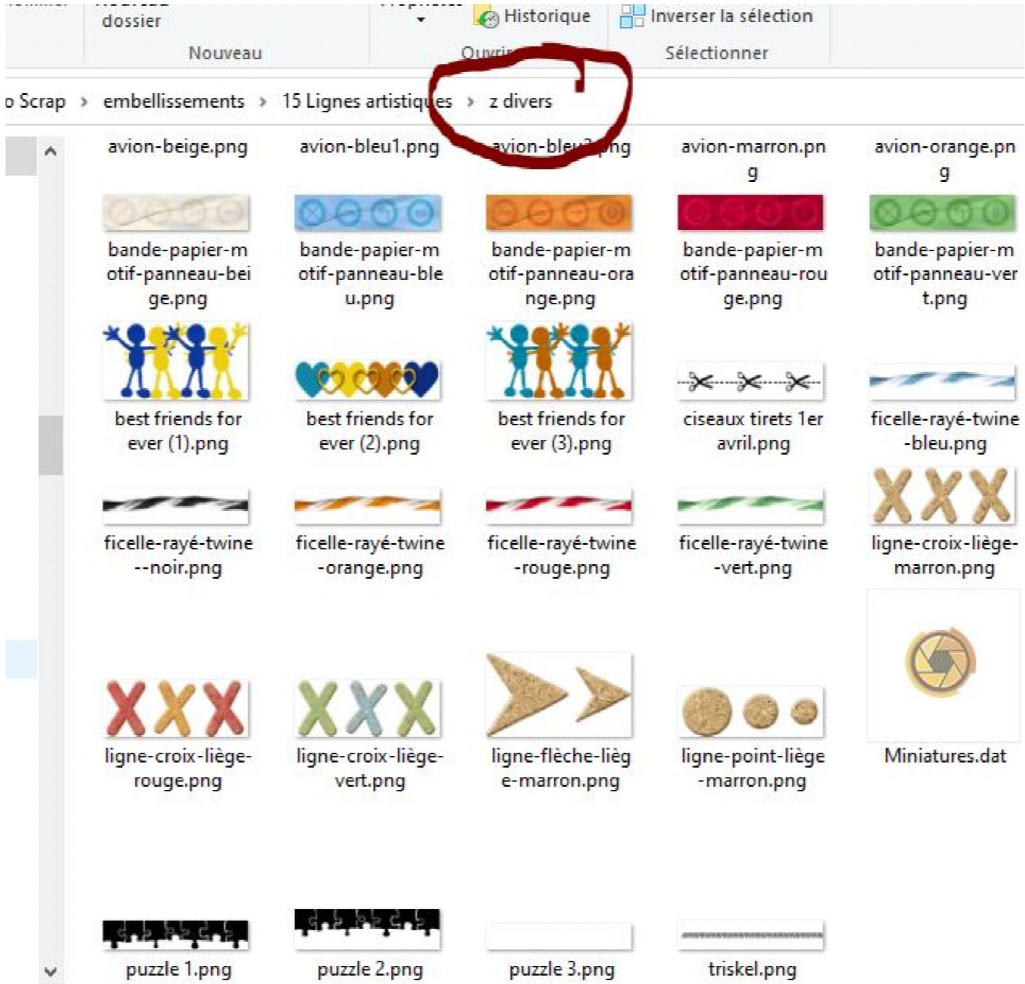 dossier
Historique
Inverser la sélection
Nouveau
Sélectionner
o Scrap > embellissements > 15 Lignes artistiques > z divers
avion-beige.png
avion-bleu1.png
avion-marron.pn
g
avion-orange.pn
g
bande-papier-m
otif-panneau-bei
ge.png
bande-papier-m
otif-panneau-ble
u.png
bande-papier-m
otif-panneau-ora
nge.png
bande-papier-m
otif-panneau-rou
ge.png
bande-papier-m
otif-panneau-ver
t.png
best friends for
ever (1).png
best friends for
ever (2).png
best friends for
ever (3).png
ciseaux tirets 1er
avril.png
ficelle-rayé-twine
-bleu.png
ficelle-rayé-twine
--noir.png
ficelle-rayé-twine
-orange.png
ficelle-rayé-twine
-rouge.png
ficelle-rayé-twine
-vert.png
ligne-croix-liège-
marron.png
ligne-croix-liège-
rouge.png
ligne-croix-liège-
vert.png
ligne-flèche-lièg
e-marron.png
ligne-point-liège
-marron.png
Miniatures.dat
puzzle 1.png
puzzle 2.png
puzzle 3.png
triskel.png